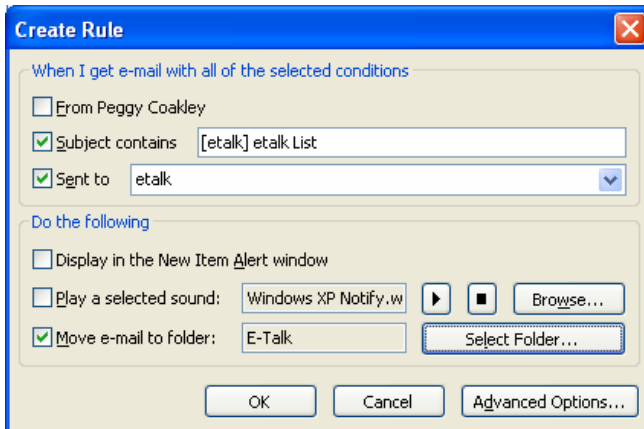 Create Rule
When I get e-mail with all of the selected conditions
From Peggy Coakley
Subject contains [etalk] etalk List
Sent to etalk
Do the following
Display in the New Item Alert window
Play a selected sound: Windows XP Notify.w Browse...
Move e-mail to folder: E-Talk Select Folder...
OK Cancel Advanced Options...